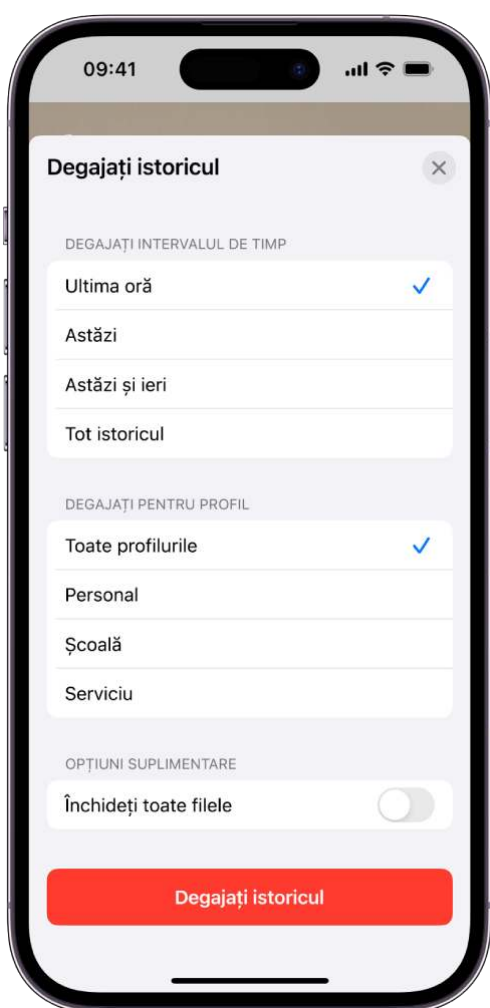 09:41
Degajați istoricul
DEGAJAȚI INTERVALUL DE TIMP
Ultima oră
Astăzi
Astăzi și ieri
Tot istoricul
DEGAJAȚI PENTRU PROFIL
Toate profilurile
Personal
Școală
Serviciu
OPȚIUNI SUPLIMENTARE
Închideți toate filele
Degajați istoricul